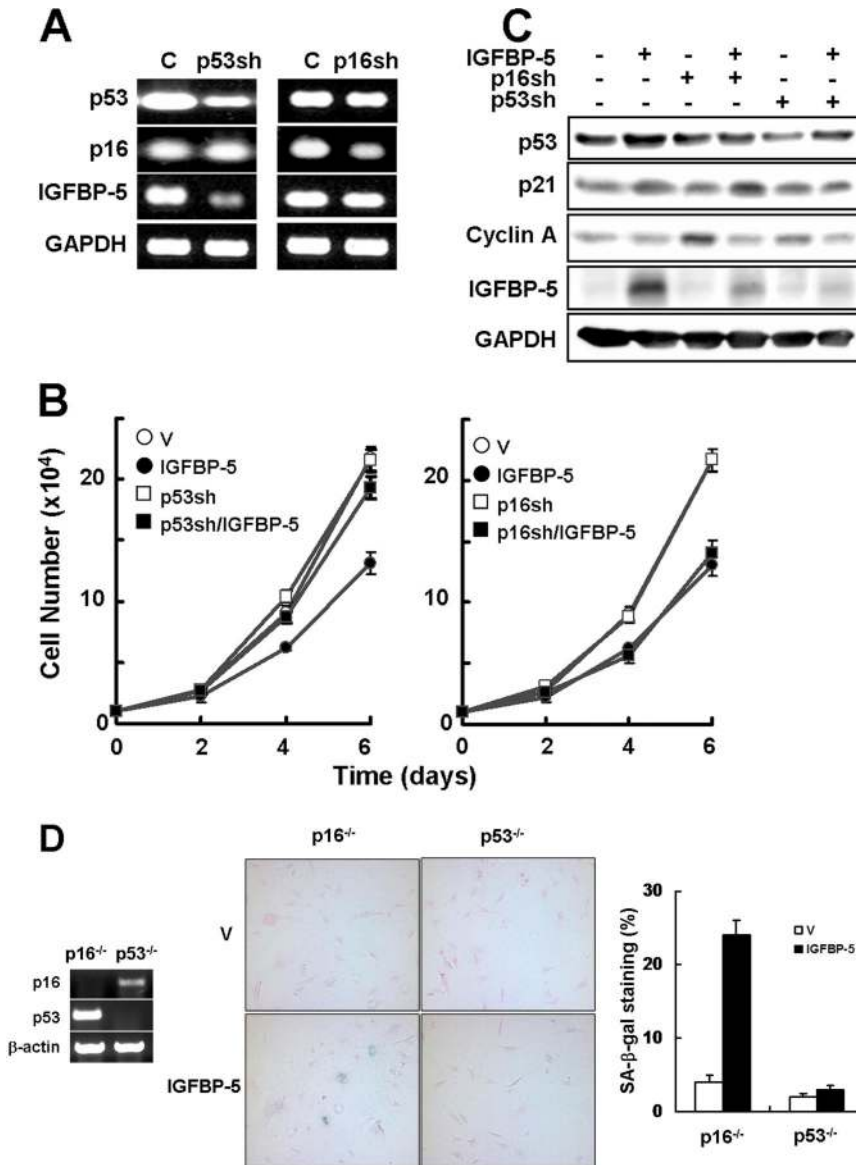 A
C p53sh C p16sh
p53
p16
IGFBP-5
GAPDH
C
IGFBP-5 - + - + - +
p16sh - - + + - -
p53sh - - - - + +
p53
p21
Cyclin A
IGFBP-5
GAPDH
B
Cell Number (x10⁴)
20
10
0
0 2 4 6
V
IGFBP-5
p53sh
p53sh/IGFBP-5
20
10
0
0 2 4 6
V
IGFBP-5
p16sh
p16sh/IGFBP-5
Time (days)
D
p16-/- p53-/-
p16
p53
β-actin
p16-/- p53-/-
V
IGFBP-5
SA-β-gal staining (%)
30
20
10
0
V
IGFBP-5
p16-/- p53-/-